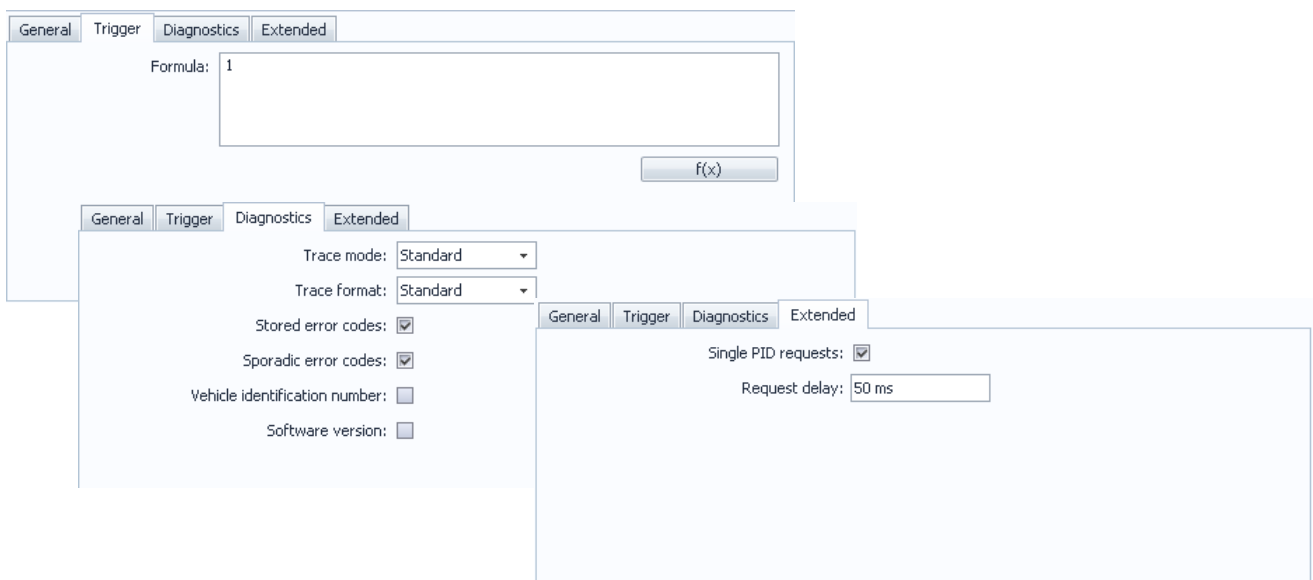 General Trigger Diagnostics Extended
Formula: 1
f(x)
General Trigger Diagnostics Extended
Trace mode: Standard
Trace format: Standard
Stored error codes:
Sporadic error codes:
Vehicle identification number:
Software version:
General Trigger Diagnostics Extended
Single PID requests:
Request delay: 50 ms